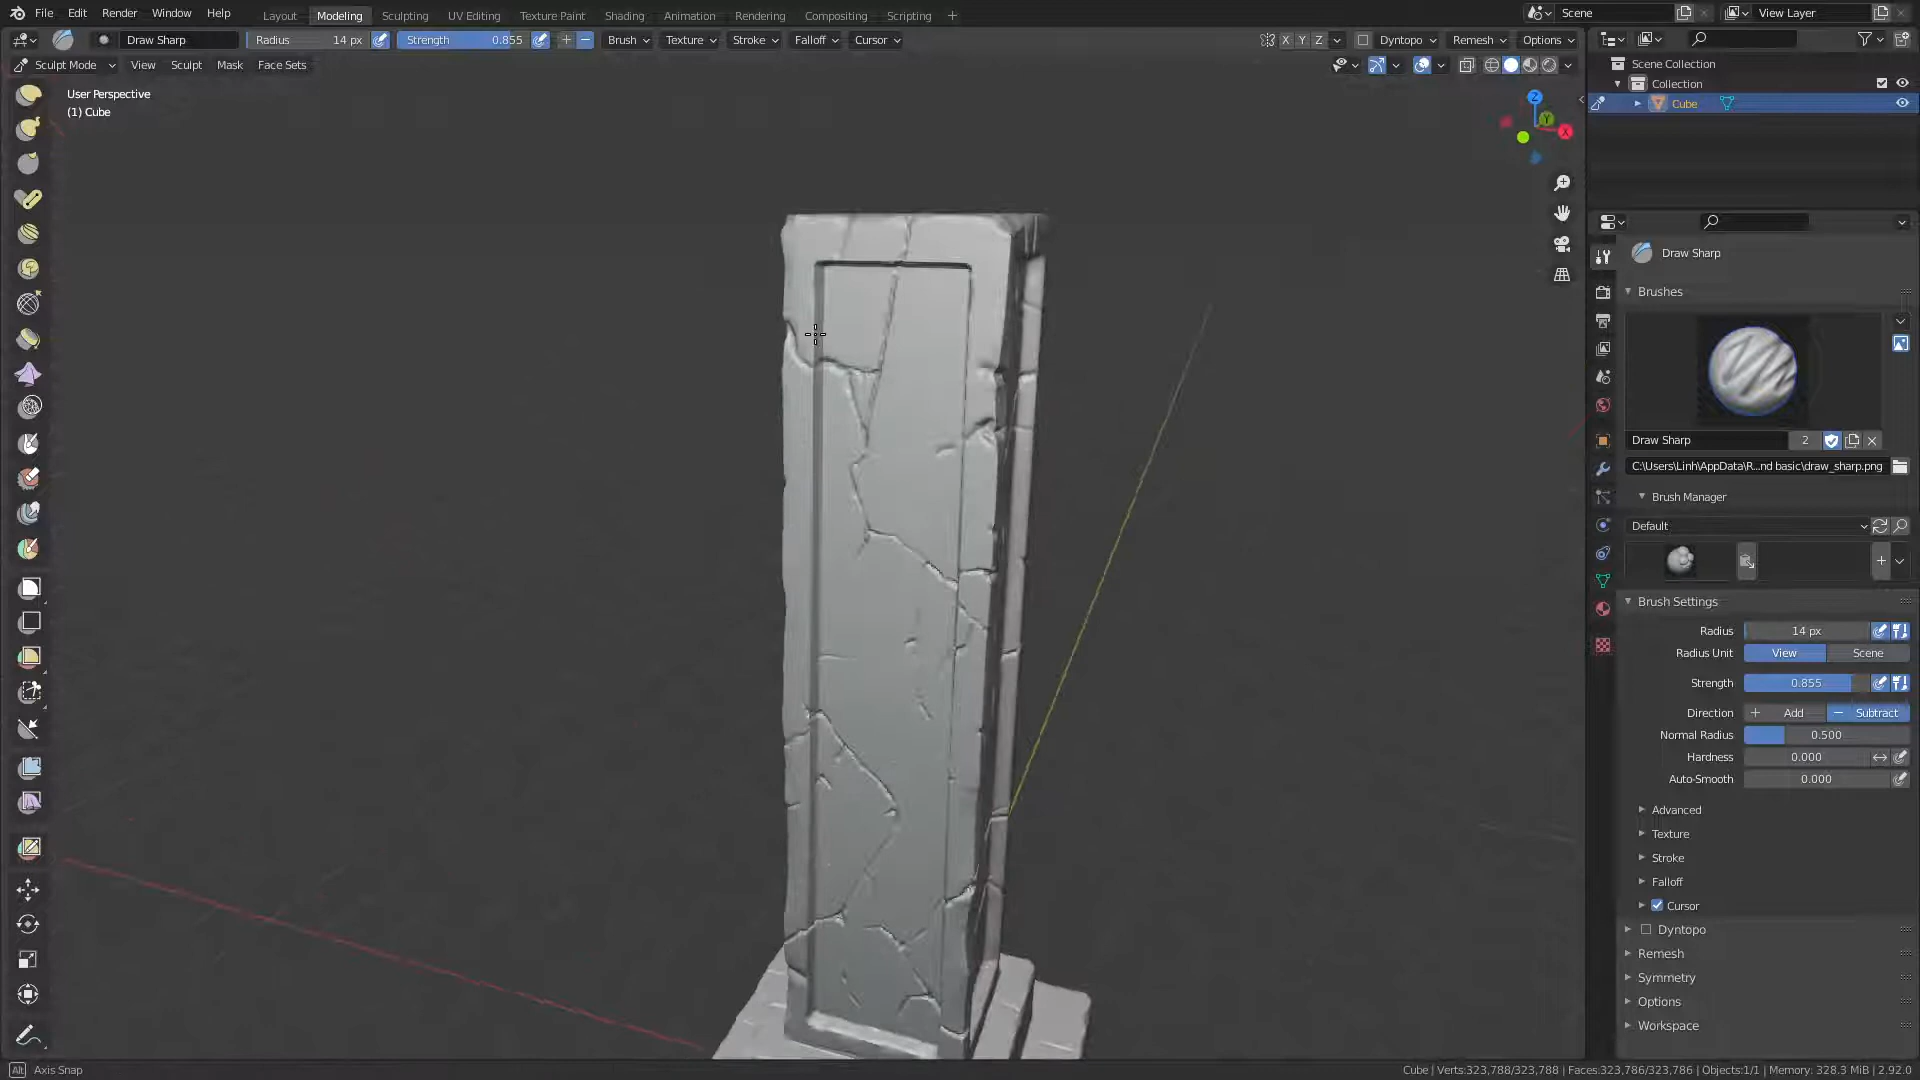 File Edit Render Window Help Layout Modeling Sculpting UV Editing Texture Paint Shading Animation Rendering Compositing Scripting + Scene View Layer
Draw Sharp Radius 14 px Strength 0.855 Brush Texture Stroke Falloff Cursor X Y Z Dyntopo Remesh Options
Sculpt Mode View Sculpt Mask Face Sets
User Perspective
(1) Cube
Z
Y
X
Scene Collection
Collection
Cube
Draw Sharp
Brushes
Draw Sharp 2
C:\Users\Linh\AppData\R...nd basic\draw_sharp.png
Brush Manager
Default
Brush Settings
Radius 14 px
Radius Unit View Scene
Strength 0.855
Direction + Add − Subtract
Normal Radius 0.500
Hardness 0.000
Auto-Smooth 0.000
Advanced
Texture
Stroke
Falloff
Cursor
Dyntopo
Remesh
Symmetry
Options
Workspace
Alt Axis Snap
Cube | Verts:323,788/323,788 | Faces:323,786/323,786 | Objects:1/1 | Memory: 328.3 MiB | 2.92.0